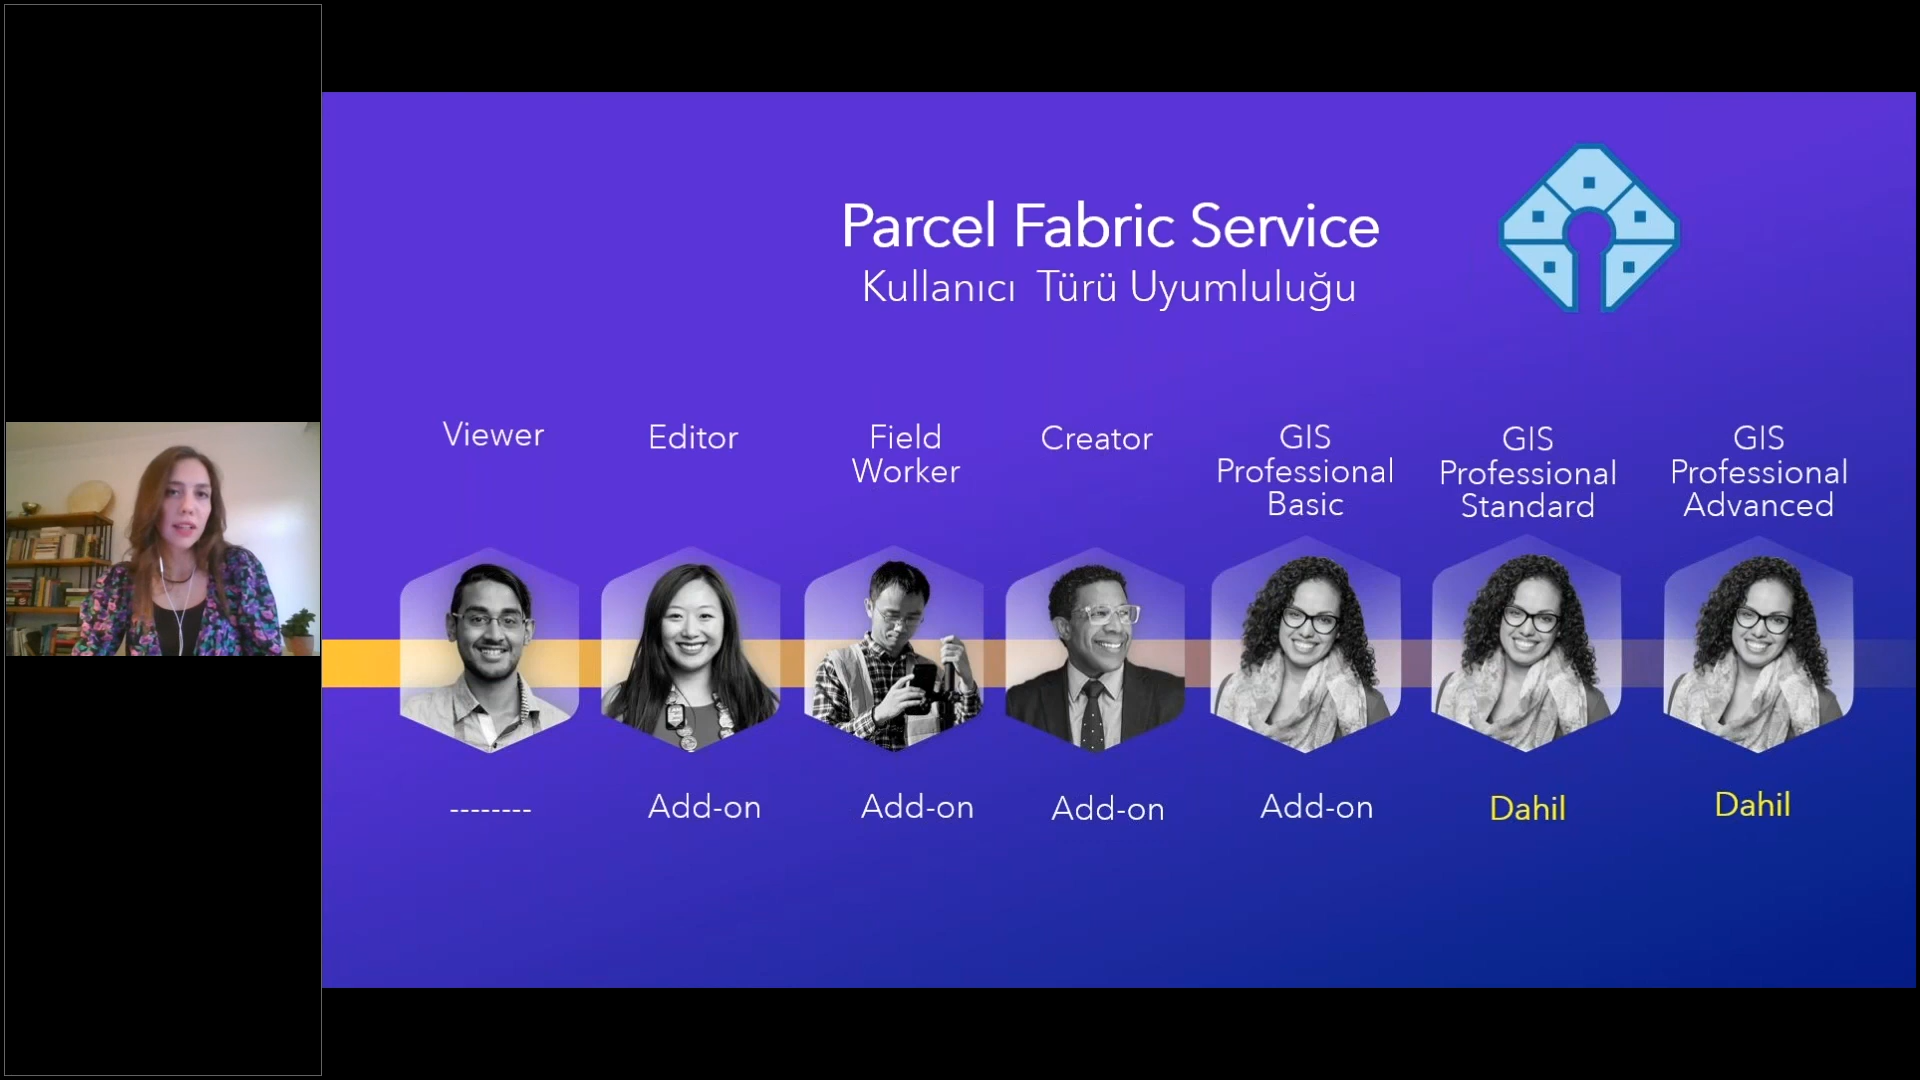 Parcel Fabric Service
Kullanıcı Türü Uyumluluğu
Viewer
Editor
Field
Worker
Creator
GIS
Professional
Basic
GIS
Professional
Standard
GIS
Professional
Advanced
--------
Add-on
Add-on
Add-on
Add-on
Dahil
Dahil